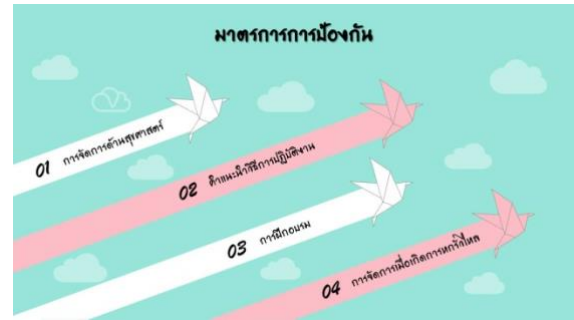 มาตรการการป้องกัน
01 การจัดการด้านสุขศาสตร์
02 คำแนะนำวิธีการปฏิบัติงาน
03 การฝึกอบรม
04 การจัดการเมื่อเกิดการหกรั่วไหล